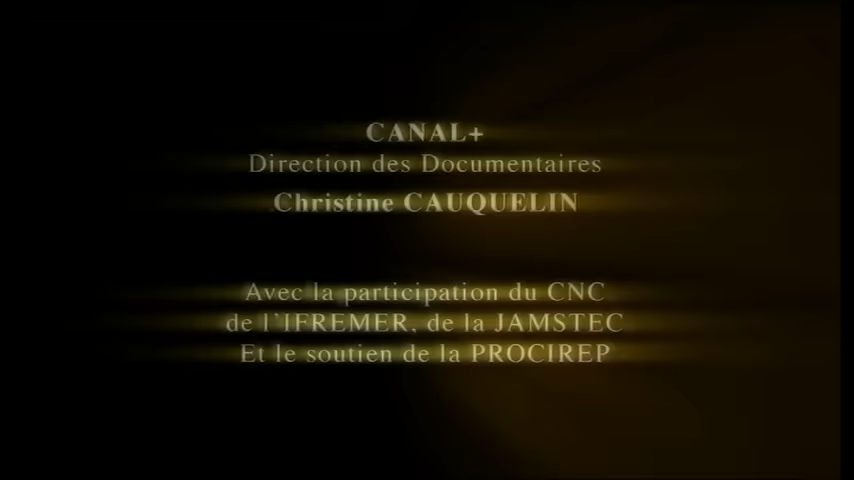 CANAL+
Direction des Documentaires
Christine CAUQUELIN
Avec la participation du CNC
de l'IFREMER, de la JAMSTEC
Et le soutien de la PROCIREP